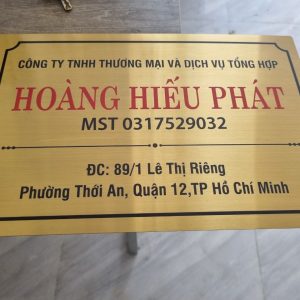 CÔNG TY TNHH THƯƠNG MẠI VÀ DỊCH VỤ TỔNG HỢP
HOÀNG HIẾU PHÁT
MST 0317529032
ĐC: 89/1 Lê Thị Riêng
Phường Thới An, Quận 12,TP Hồ Chí Minh